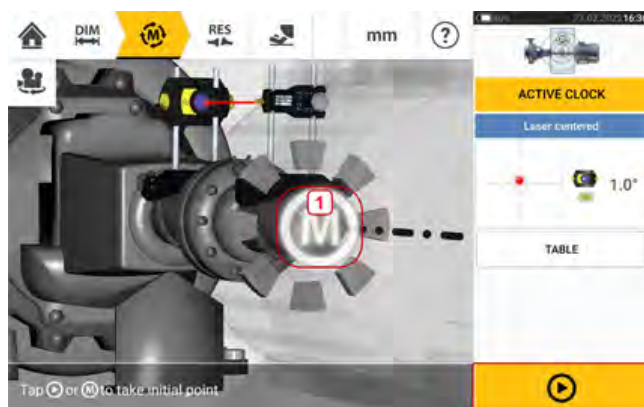 DIM
M
RES
mm
?
ACTIVE CLOCK
Laser centered
1
M
1.0°
TABLE
Tap or M to take initial point